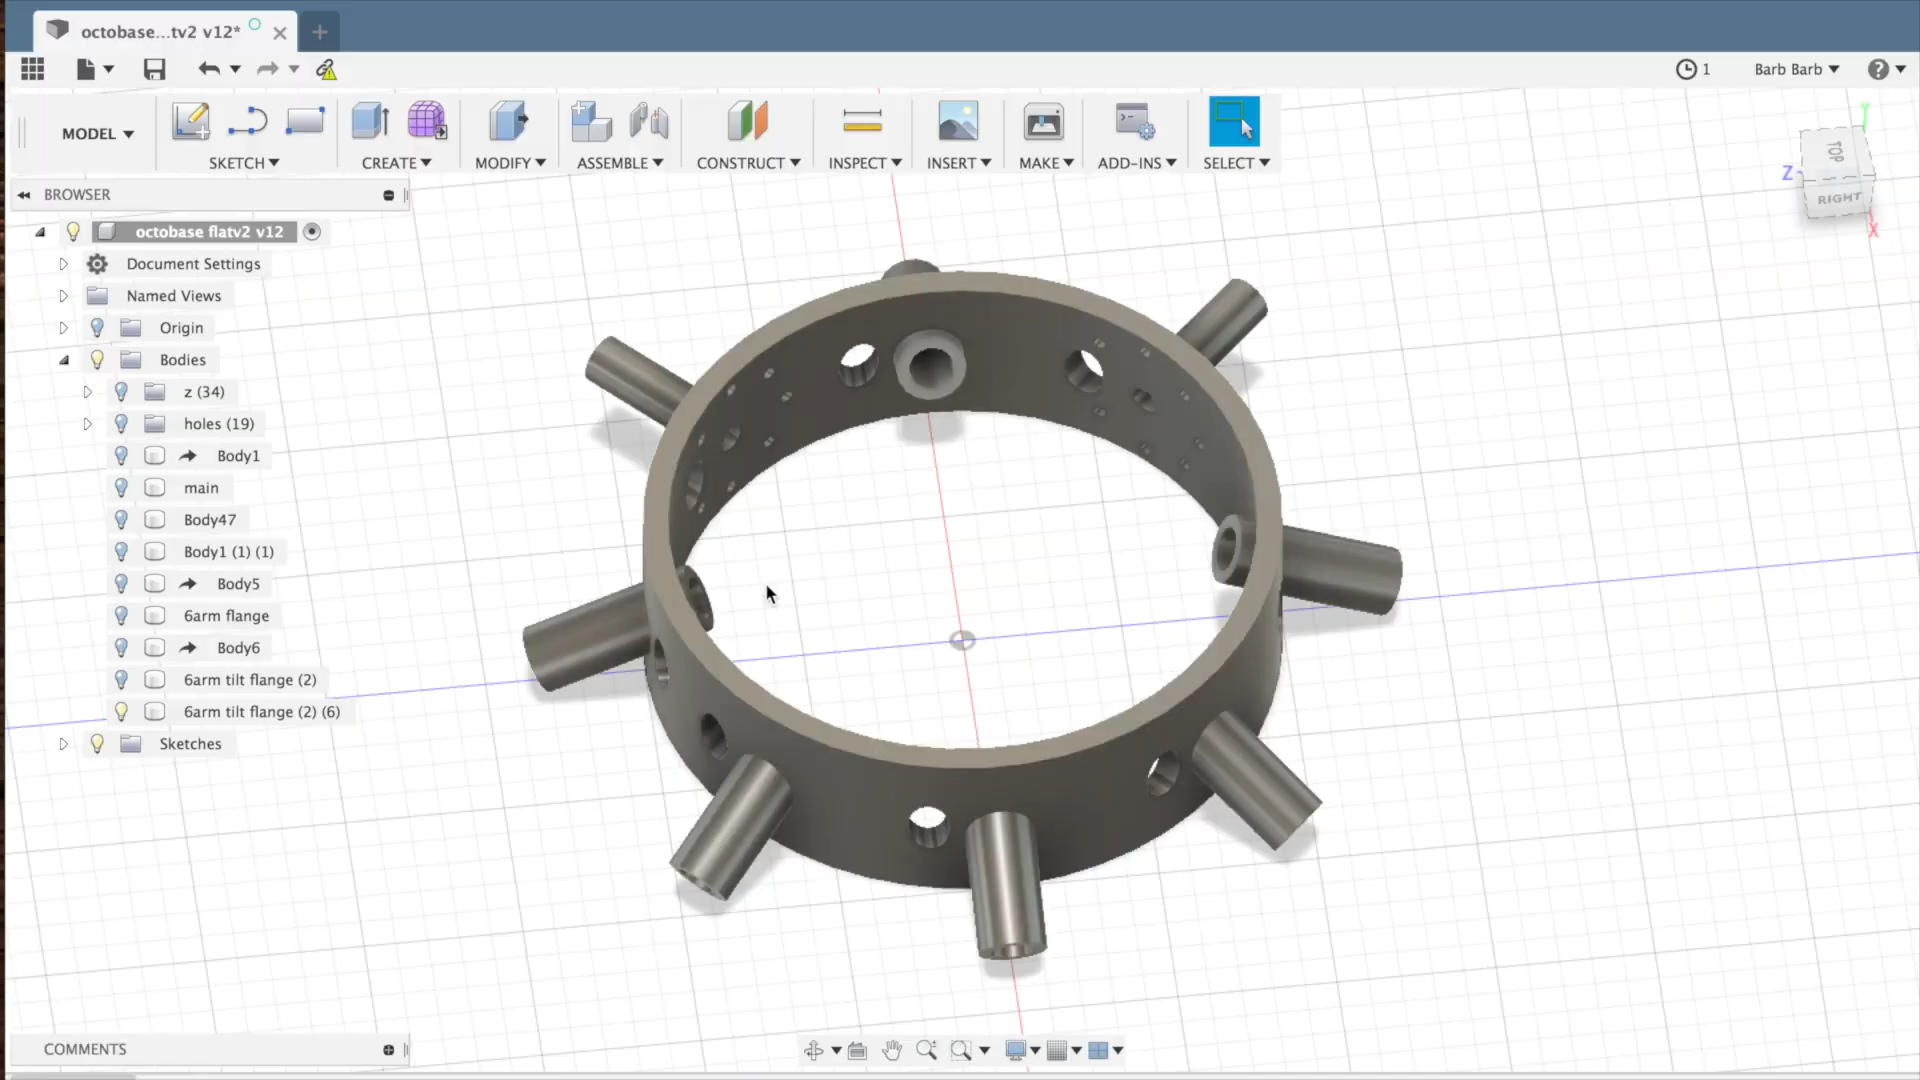 octobase...tv2 v12*
1
Barb Barb
MODEL
SKETCH
CREATE
MODIFY
ASSEMBLE
CONSTRUCT
INSPECT
INSERT
MAKE
ADD-INS
SELECT
Y
TOP
Z
RIGHT
X
BROWSER
octobase flatv2 v12
Document Settings
Named Views
Origin
Bodies
z (34)
holes (19)
Body1
main
Body47
Body1 (1) (1)
Body5
6arm flange
Body6
6arm tilt flange (2)
6arm tilt flange (2) (6)
Sketches
COMMENTS